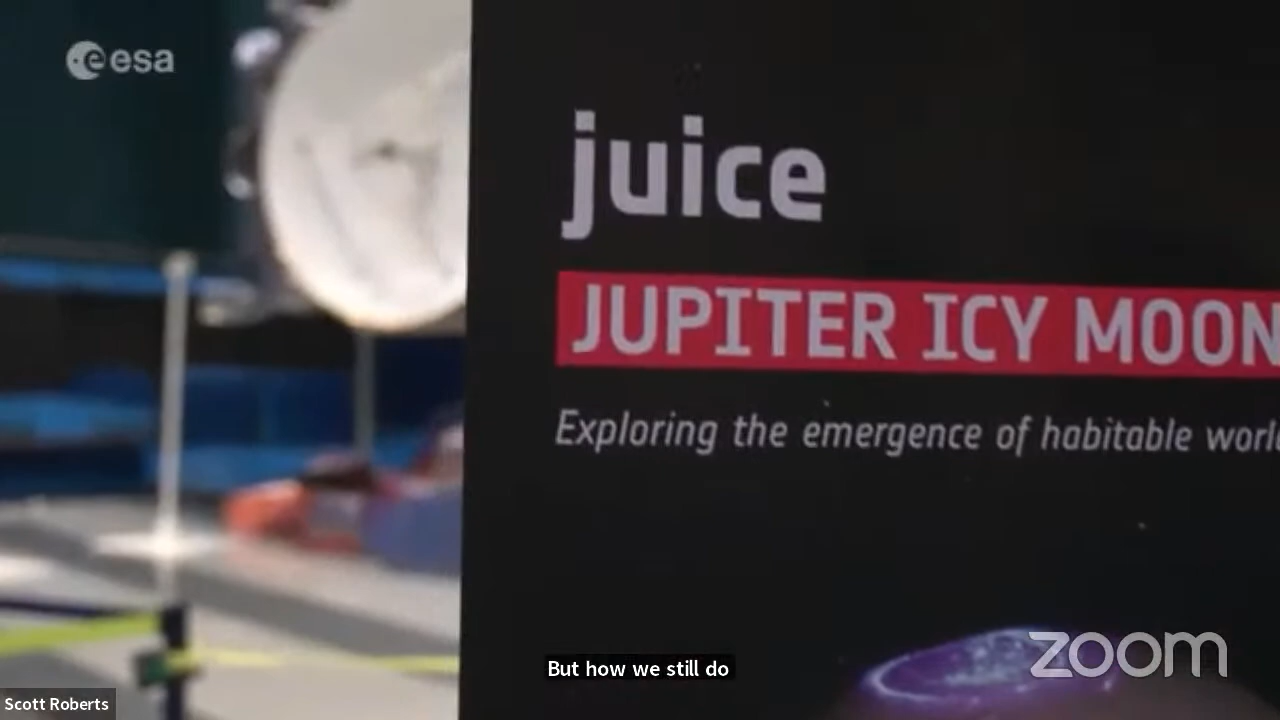 esa
juice
JUPITER ICY MOON
Exploring the emergence of habitable worl
But how we still do
zoom
Scott Roberts